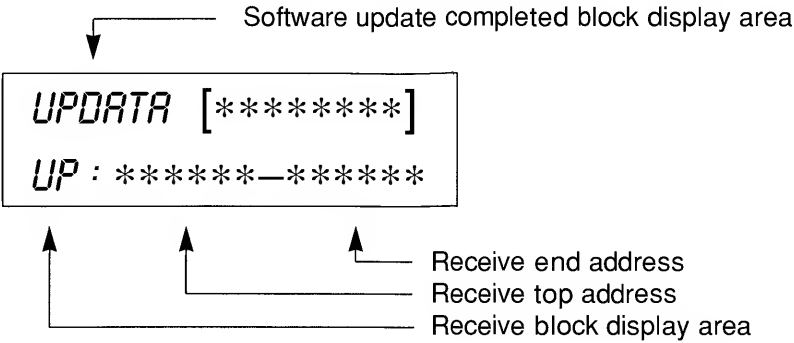 Software update completed block display area
UPDATA [********]
UP : ******–******
Receive end address
Receive top address
Receive block display area